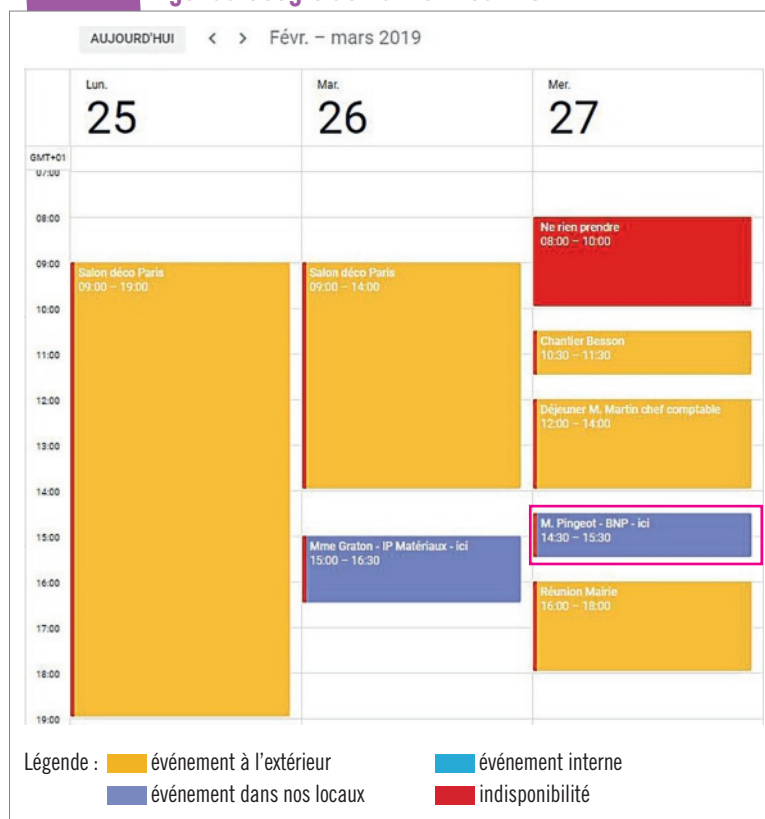 AUJOURD'HUI < > Févr. – mars 2019
Lun.
25
Mar.
26
Mer.
27
GMT+01
07:00
08:00
09:00
10:00
11:00
12:00
13:00
14:00
15:00
16:00
17:00
18:00
19:00
Salon déco Paris
09:00 – 19:00
Salon déco Paris
09:00 – 14:00
Mme Graton - IP Matériaux - ici
15:00 – 16:30
Ne rien prendre
08:00 – 10:00
Chantier Besson
10:30 – 11:30
Déjeuner M. Martin chef comptable
12:00 – 14:00
M. Pingeot - BNP - ici
14:30 – 15:30
Réunion Mairie
16:00 – 18:00
Légende : événement à l'extérieur
événement interne
événement dans nos locaux
indisponibilité